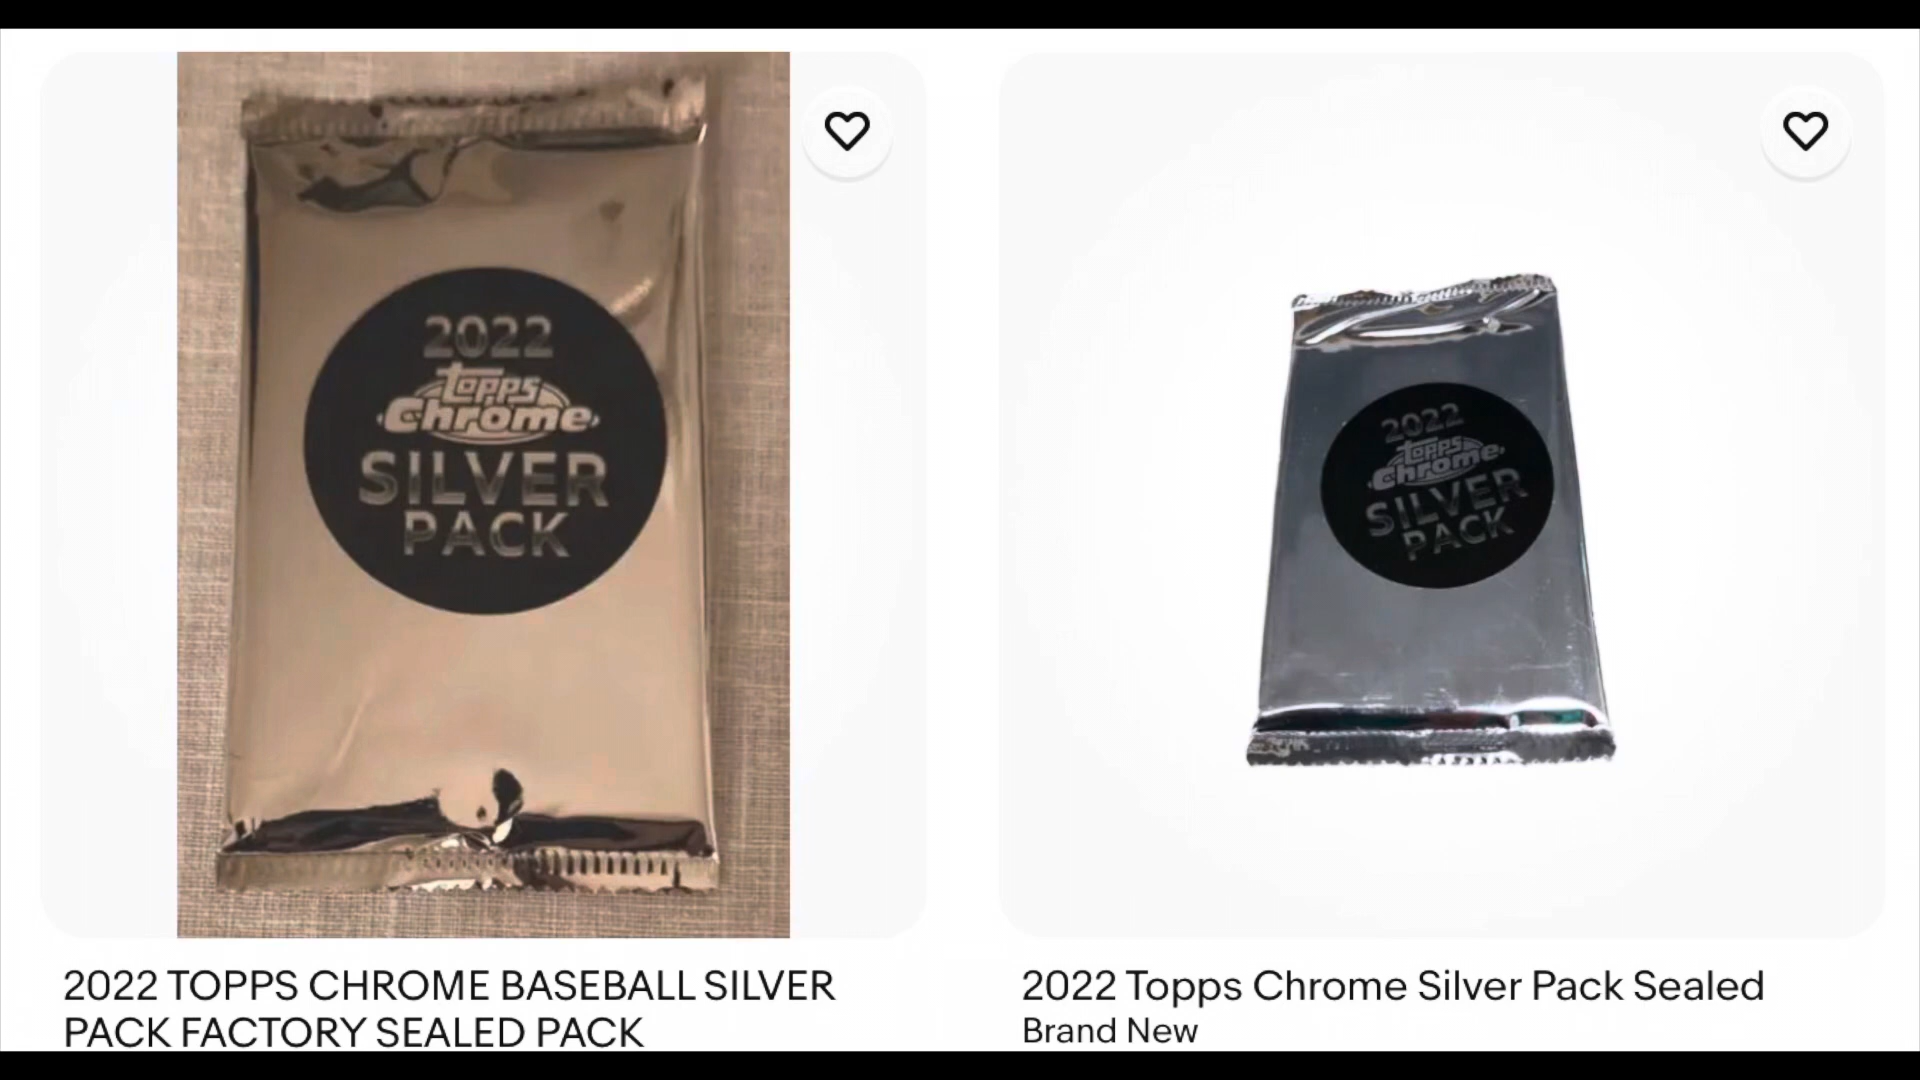 2022
topps
Chrome
SILVER
PACK
2022 TOPPS CHROME BASEBALL SILVER
PACK FACTORY SEALED PACK
2022
topps
Chrome
SILVER
PACK
2022 Topps Chrome Silver Pack Sealed
Brand New